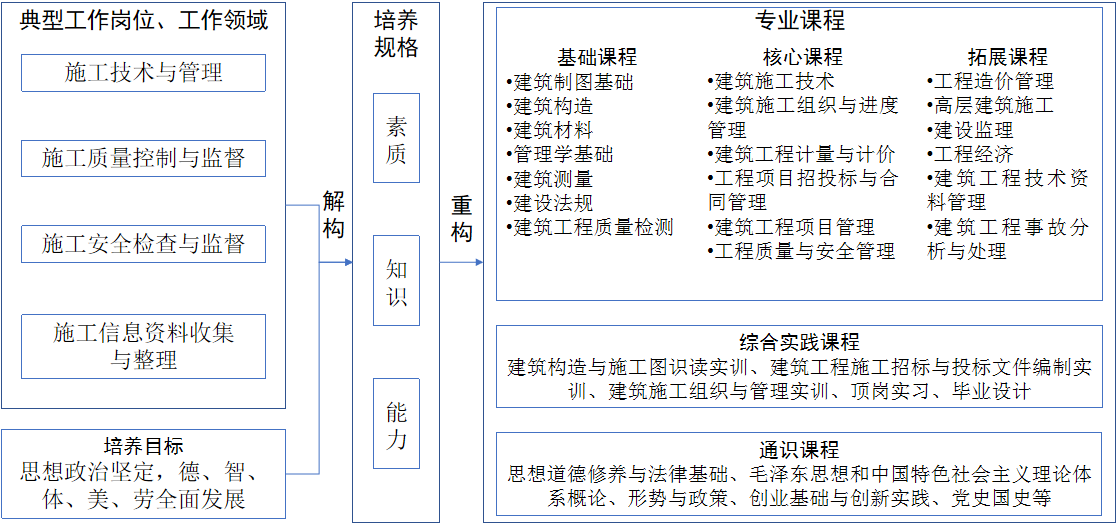 典型工作岗位、工作领域
施工技术与管理
施工质量控制与监督
施工安全检查与监督
施工信息资料收集
与整理
培养目标
思想政治坚定，德、智、
体、美、劳全面发展
解
构
培养
规格
素
质
知
识
能
力
重
构
专业课程
基础课程
•建筑制图基础
•建筑构造
•建筑材料
•管理学基础
•建筑测量
•建设法规
•建筑工程质量检测
核心课程
•建筑施工技术
•建筑施工组织与进度
管理
•建筑工程计量与计价
•工程项目招投标与合
同管理
•建筑工程项目管理
•工程质量与安全管理
拓展课程
•工程造价管理
•高层建筑施工
•建设监理
•工程经济
•建筑工程技术资
料管理
•建筑工程事故分
析与处理
综合实践课程
建筑构造与施工图识读实训、建筑工程施工招标与投标文件编制实
训、建筑施工组织与管理实训、顶岗实习、毕业设计
通识课程
思想道德修养与法律基础、毛泽东思想和中国特色社会主义理论体
系概论、形势与政策、创业基础与创新实践、党史国史等